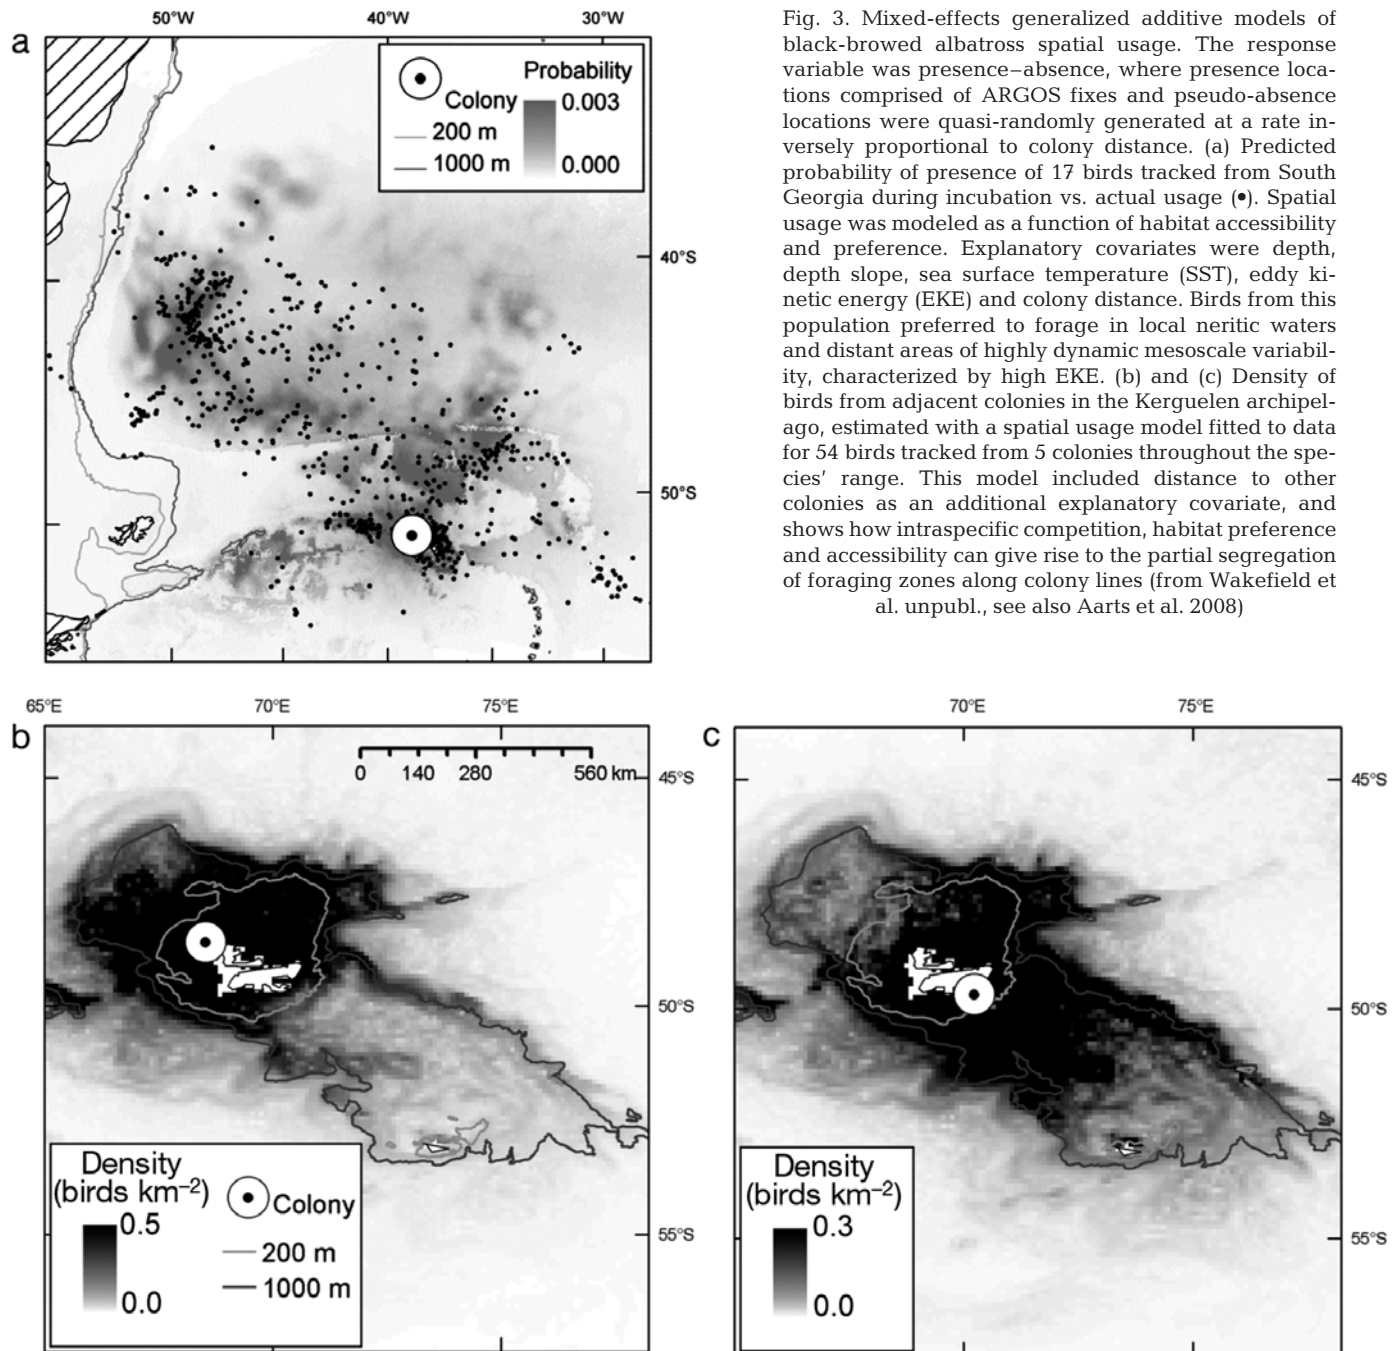 a
50°W
40°W
30°W
Colony
200 m
1000 m
Probability
0.003
0.000
40°S
50°S
Fig. 3. Mixed-effects generalized additive models of
black-browed albatross spatial usage. The response
variable was presence–absence, where presence loca-
tions comprised of ARGOS fixes and pseudo-absence
locations were quasi-randomly generated at a rate in-
versely proportional to colony distance. (a) Predicted
probability of presence of 17 birds tracked from South
Georgia during incubation vs. actual usage (•). Spatial
usage was modeled as a function of habitat accessibility
and preference. Explanatory covariates were depth,
depth slope, sea surface temperature (SST), eddy ki-
netic energy (EKE) and colony distance. Birds from this
population preferred to forage in local neritic waters
and distant areas of highly dynamic mesoscale variabil-
ity, characterized by high EKE. (b) and (c) Density of
birds from adjacent colonies in the Kerguelen archipel-
ago, estimated with a spatial usage model fitted to data
for 54 birds tracked from 5 colonies throughout the spe-
cies' range. This model included distance to other
colonies as an additional explanatory covariate, and
shows how intraspecific competition, habitat preference
and accessibility can give rise to the partial segregation
of foraging zones along colony lines (from Wakefield et
al. unpubl., see also Aarts et al. 2008)
b
65°E
70°E
75°E
0 140 280 560 km
45°S
50°S
55°S
Density
(birds km–2)
0.5
0.0
Colony
200 m
1000 m
c
70°E
75°E
45°S
50°S
55°S
Density
(birds km–2)
0.3
0.0